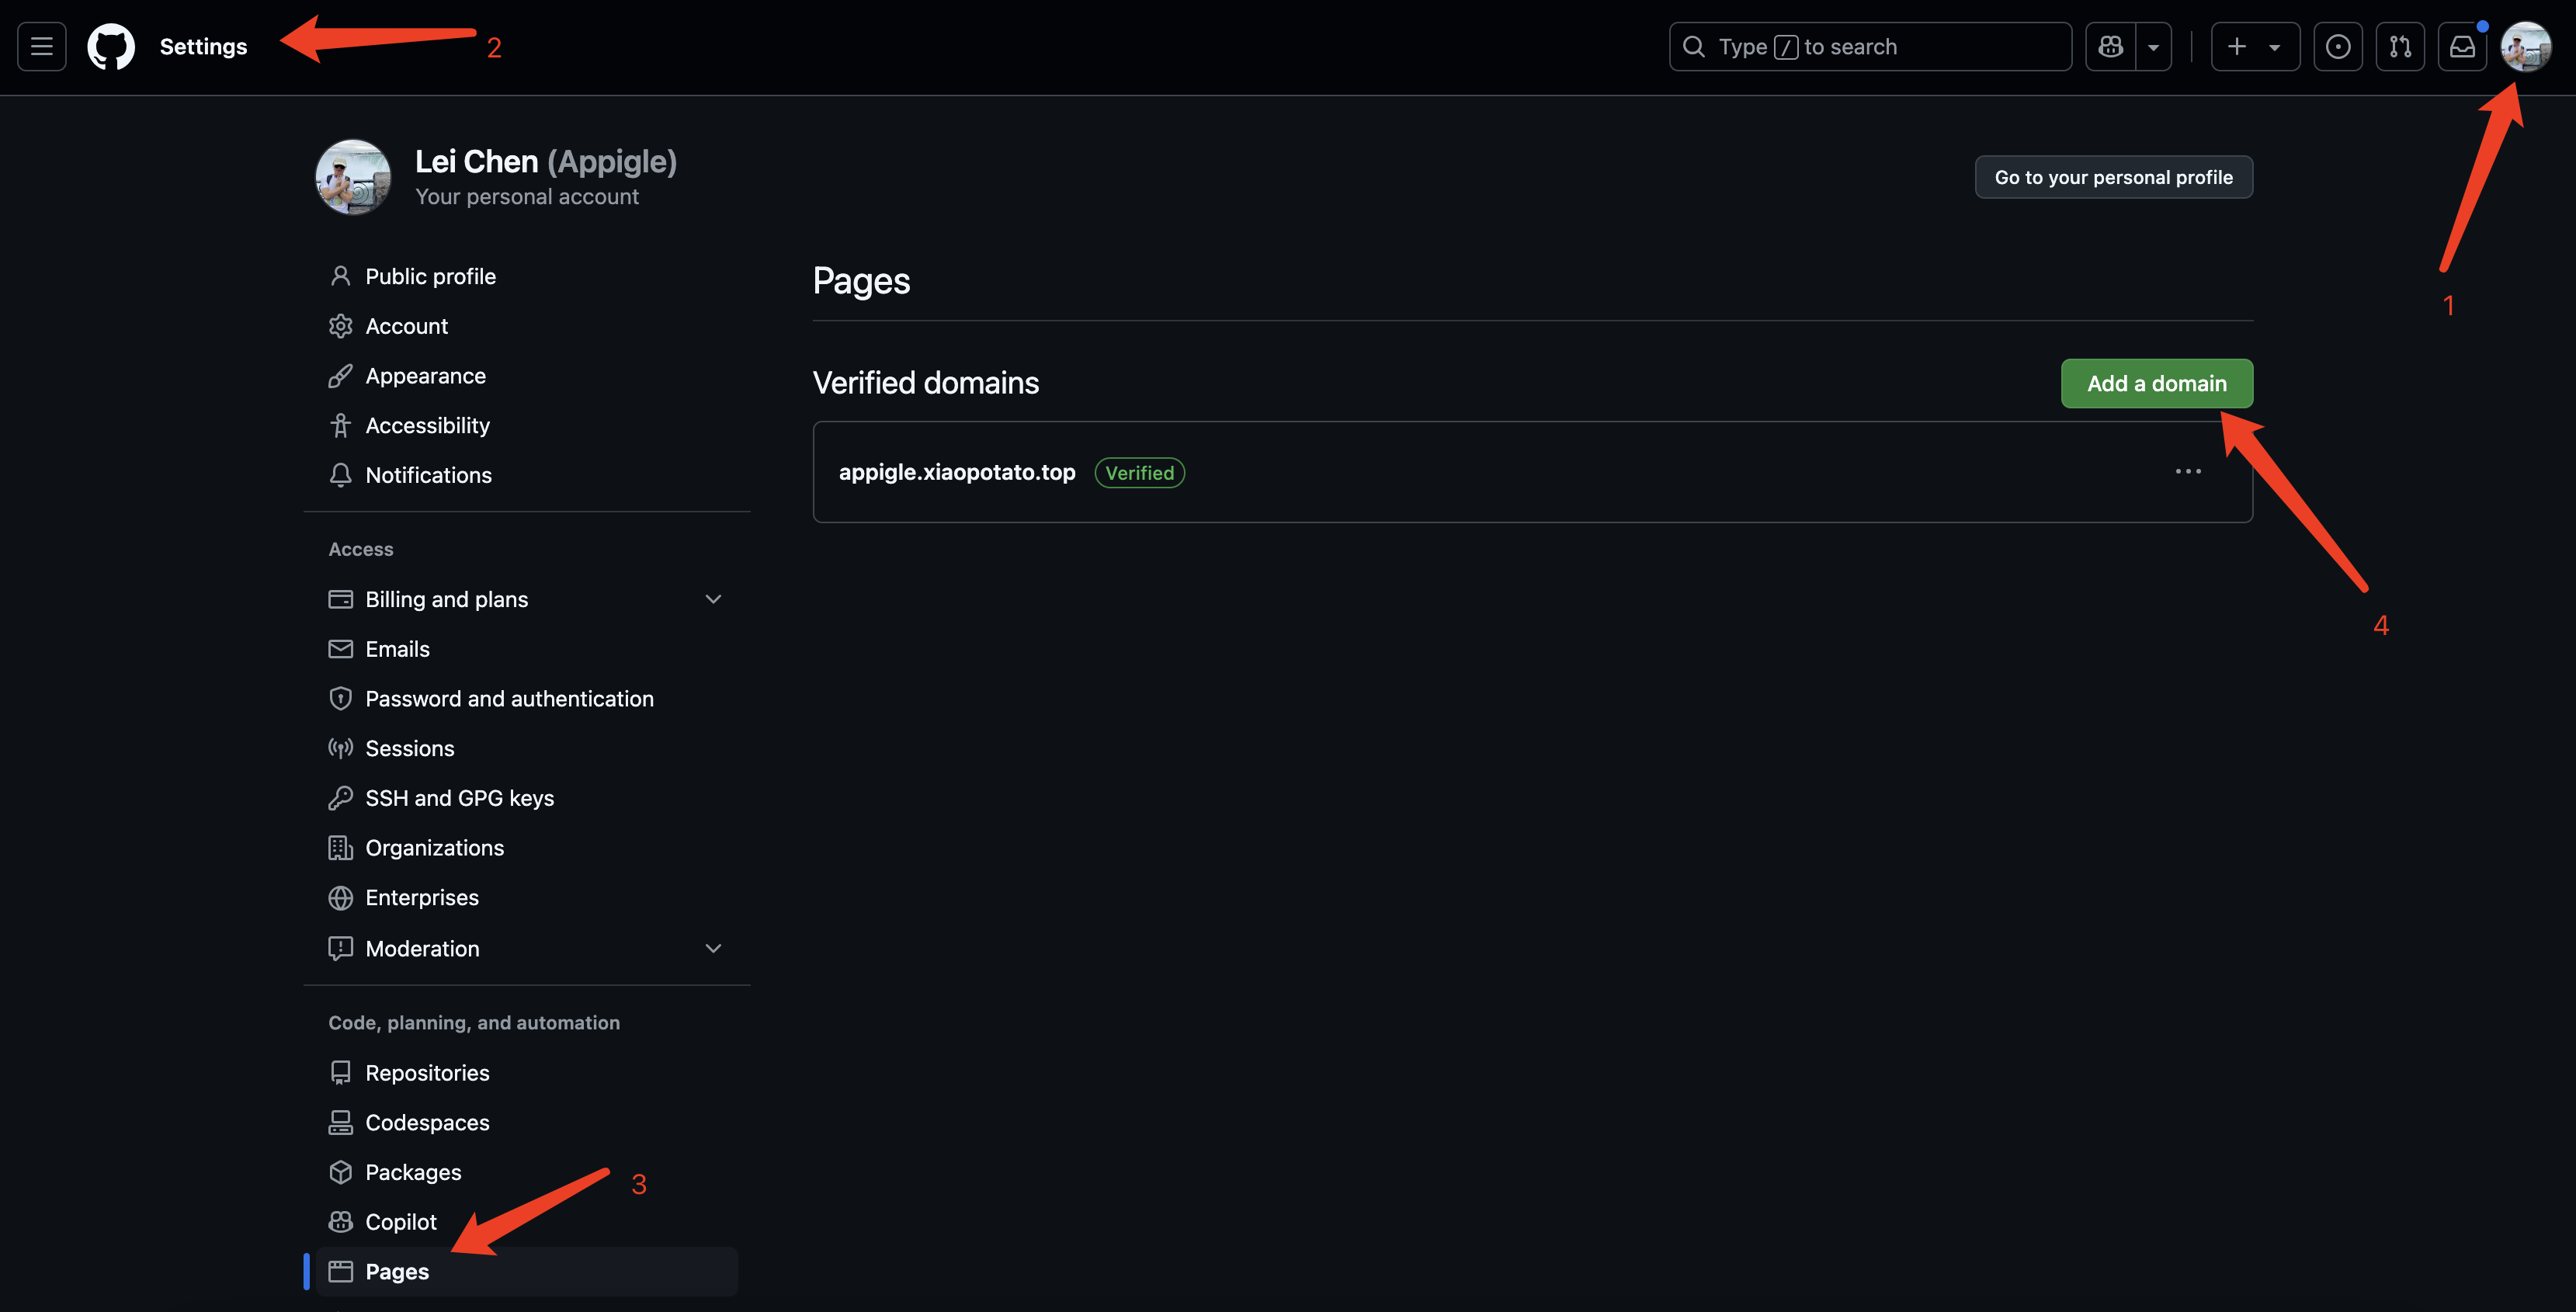 Settings
2
Type / to search
1
Lei Chen (Appigle)
Your personal account
Go to your personal profile
Public profile
Account
Appearance
Accessibility
Notifications
Access
Billing and plans
Emails
Password and authentication
Sessions
SSH and GPG keys
Organizations
Enterprises
Moderation
Code, planning, and automation
Repositories
Codespaces
Packages
3
Copilot
Pages
Pages
Verified domains
Add a domain
appigle.xiaopotato.top Verified
4